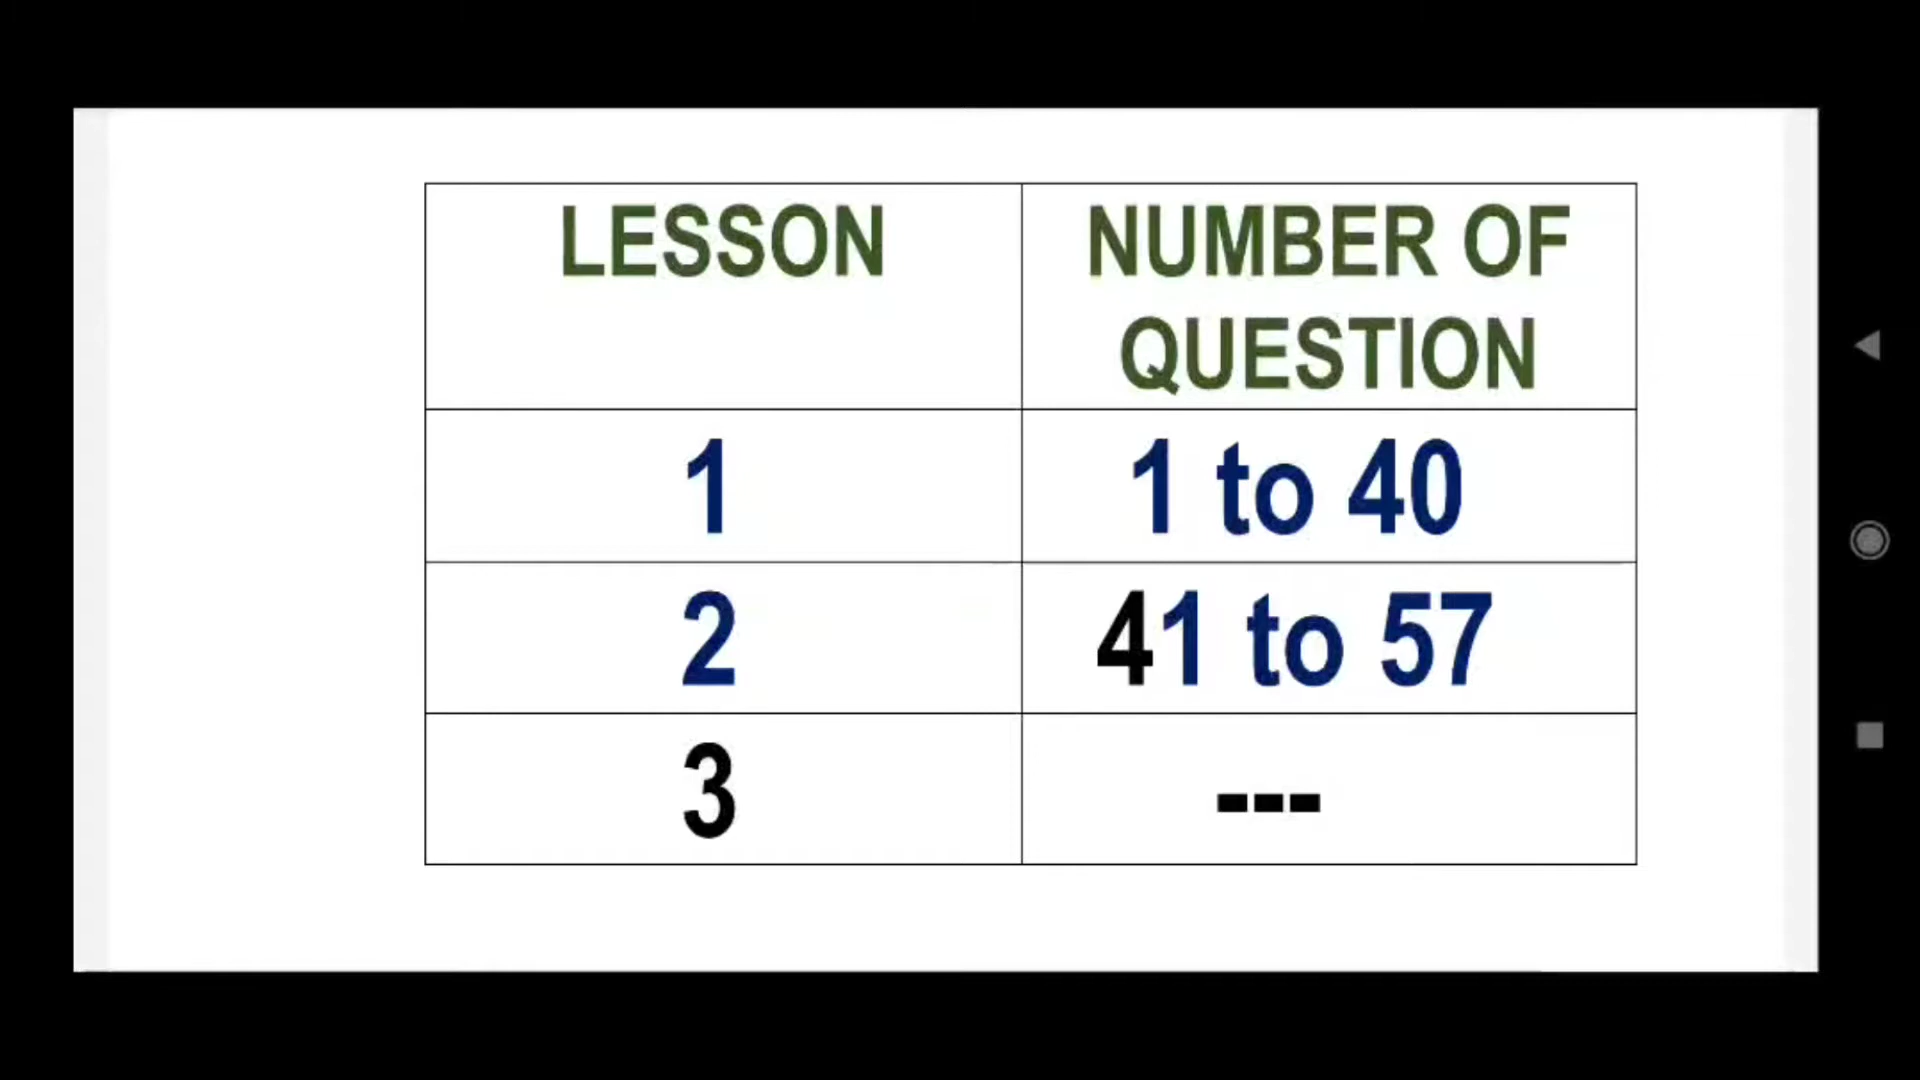 LESSON
NUMBER OF
QUESTION
1
1 to 40
2
41 to 57
3
---